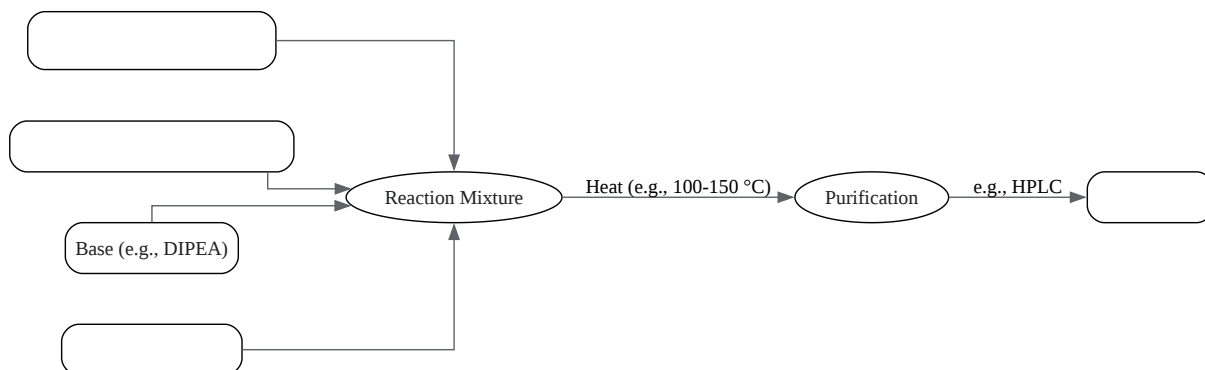 Reaction Mixture
Heat (e.g., 100-150 °C)
Purification
e.g., HPLC
Base (e.g., DIPEA)